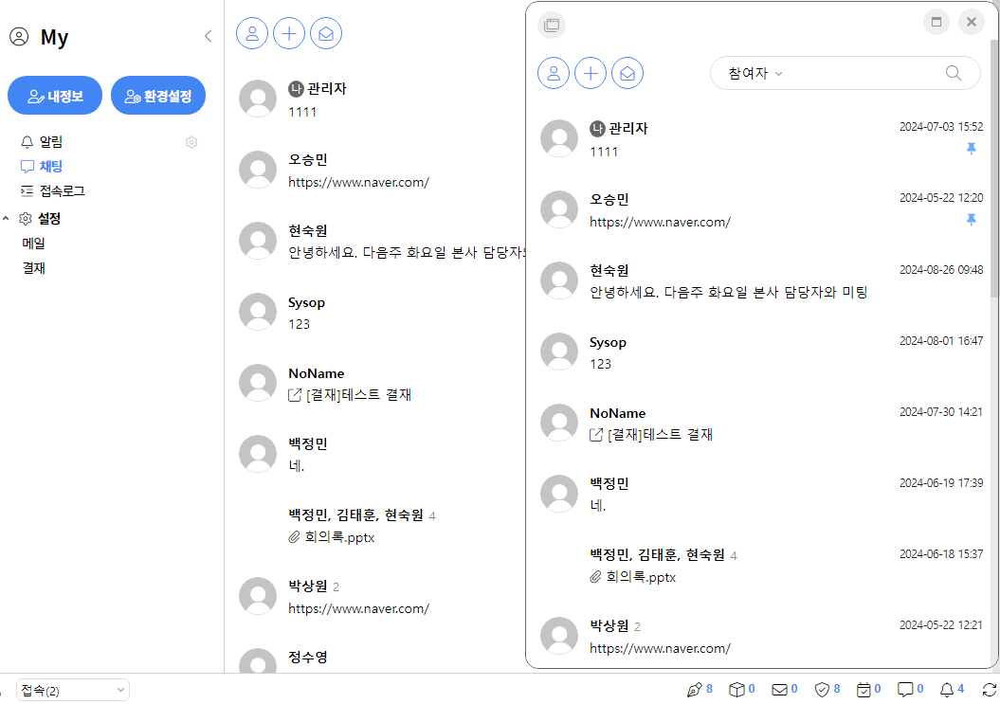 My
내정보
환경설정
알림
채팅
접속로그
설정
메일
결재
나 관리자
1111
오승민
https://www.naver.com/
현숙원
안녕하세요. 다음주 화요일 본사 담당자와
Sysop
123
NoName
[결재]테스트 결재
백정민
네.
백정민, 김태훈, 현숙원 4
회의록.pptx
박상원 2
https://www.naver.com/
정수영
참여자
나 관리자 2024-07-03 15:52
1111
오승민 2024-05-22 12:20
https://www.naver.com/
현숙원 2024-08-26 09:48
안녕하세요. 다음주 화요일 본사 담당자와 미팅
Sysop 2024-08-01 16:47
123
NoName 2024-07-30 14:21
[결재]테스트 결재
백정민 2024-06-19 17:39
네.
백정민, 김태훈, 현숙원 4 2024-06-18 15:37
회의록.pptx
박상원 2 2024-05-22 12:21
https://www.naver.com/
접속(2) 8 0 0 8 0 0 4